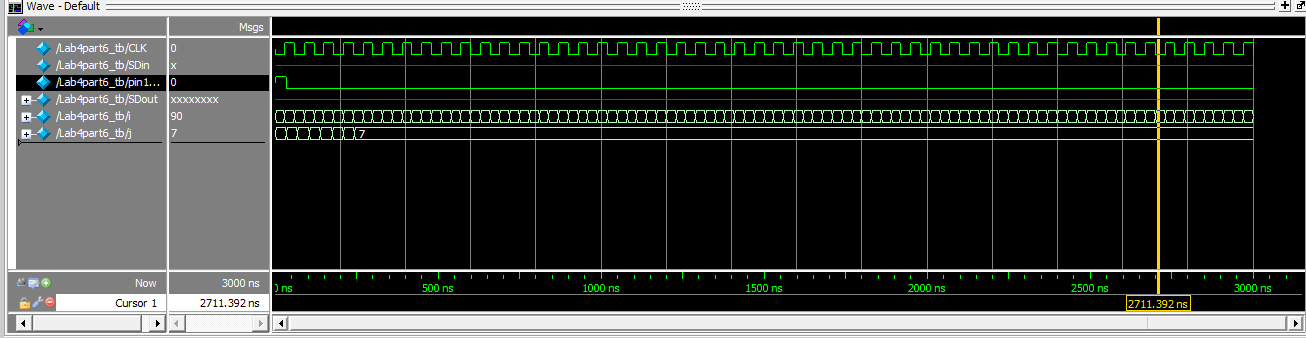 Wave - Default
Msgs
/Lab4part6_tb/CLK 0
/Lab4part6_tb/SDin x
/Lab4part6_tb/pin1... 0
/Lab4part6_tb/SDout xxxxxxxx
/Lab4part6_tb/i 90
/Lab4part6_tb/j 7 7
Now 3000 ns ns 500 ns 1000 ns 1500 ns 2000 ns 2500 ns 3000 ns
Cursor 1 2711.392 ns 2711.392 ns